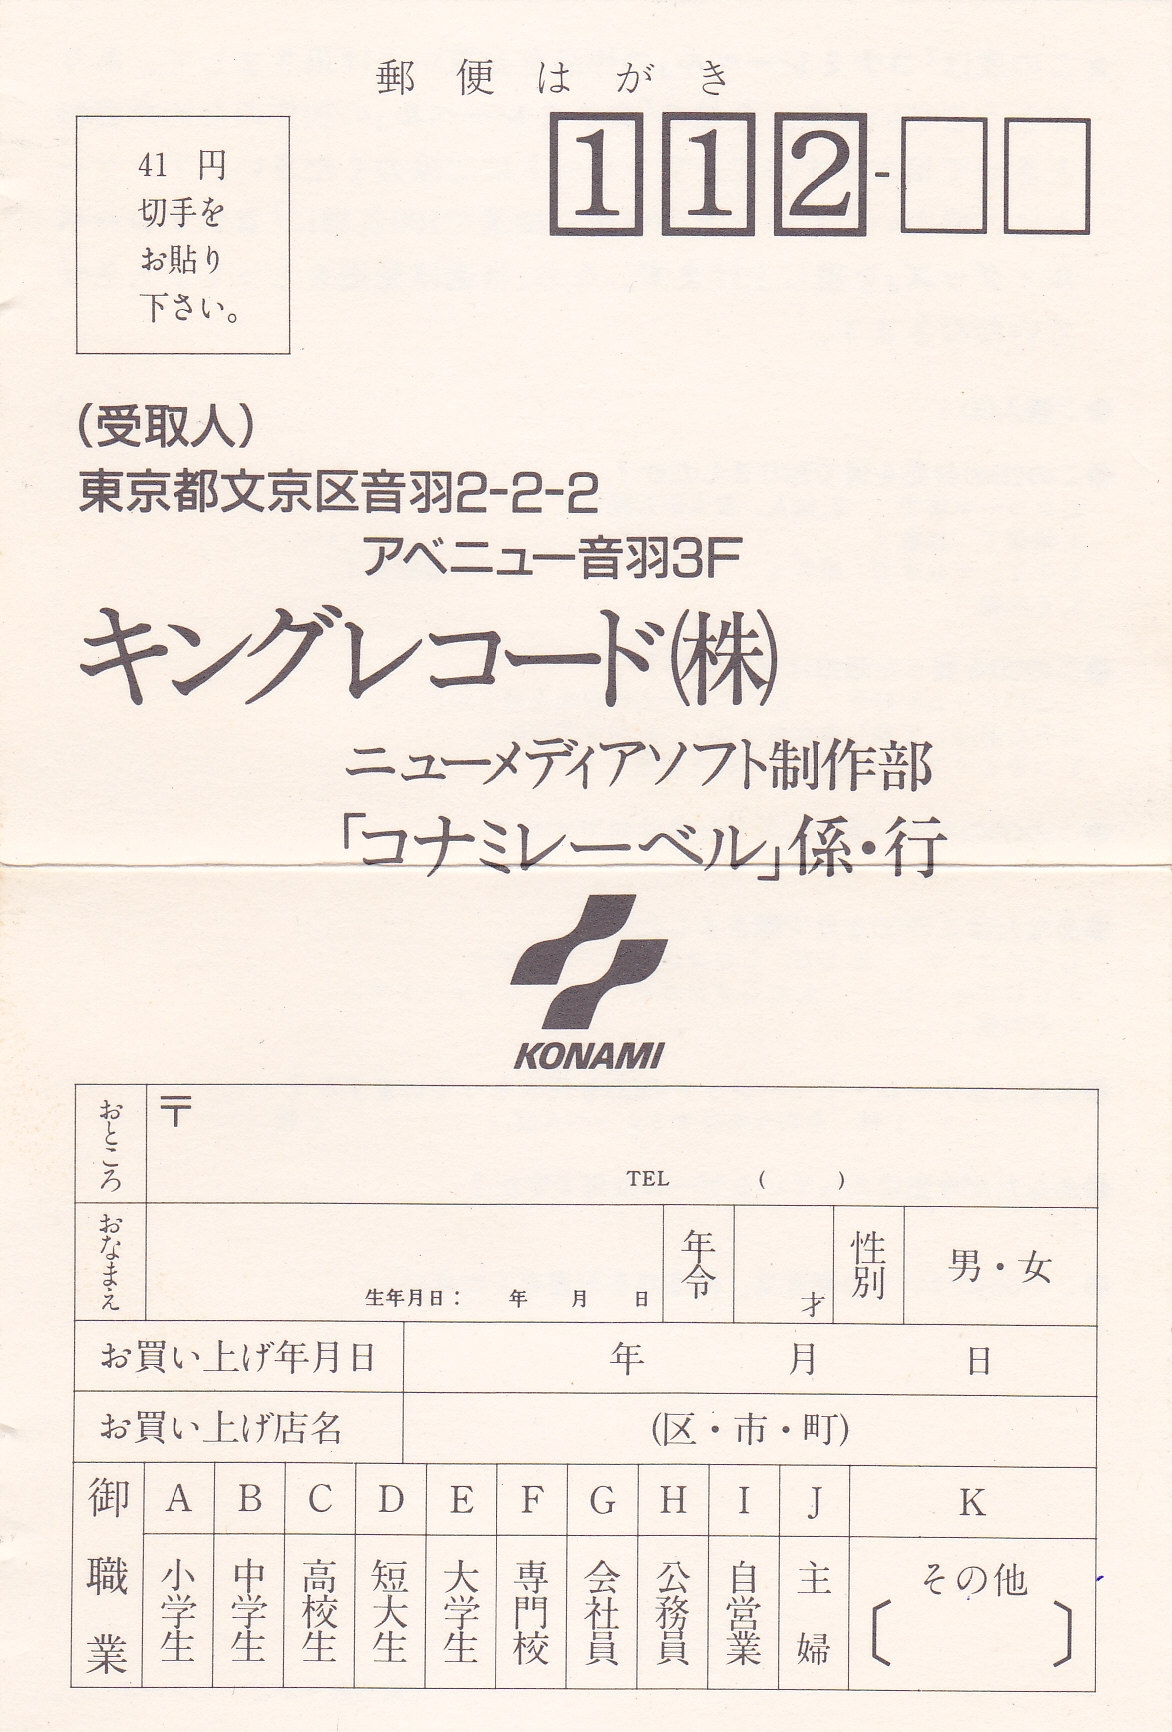 郵便はがき
112-
41 円
切手を
お貼り
下さい。
(受取人)
東京都文京区音羽2-2-2
アベニュー音羽3F
キングレコード(株)
ニューメディアソフト制作部
「コナミレーベル」係・行
KONAMI
おところ
〒
TEL ( )
おなまえ
生年月日： 年 月 日
年令
才
性別
男・女
お買い上げ年月日
年 月 日
お買い上げ店名
(区・市・町)
御職業
A B C D E F G H I J K
小学生
中学生
高校生
短大生
大学生
専門校
会社員
公務員
自営業
主婦
その他
〔 〕